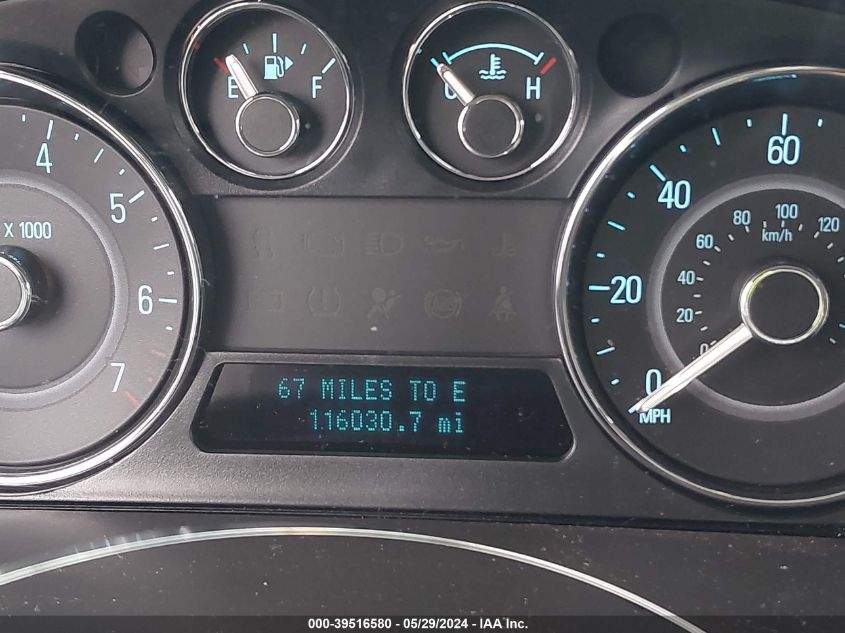 E F
C H
4
5
X 1000
6
7
0 20 40 60
MPH
0 20 40 60 80 100 120
km/h
67 MILES TO E
116030.7 mi
000-39516580 - 05/29/2024 - IAA Inc.